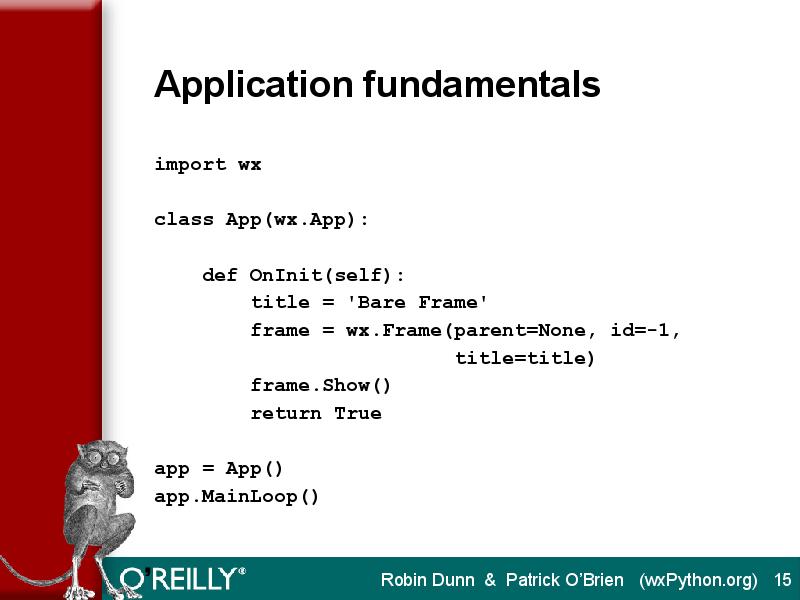 Application fundamentals
import wx
class App(wx.App):
    def OnInit(self):
        title = 'Bare Frame'
        frame = wx.Frame(parent=None, id=-1,
                         title=title)
        frame.Show()
        return True
app = App()
app.MainLoop()
O'REILLY®
Robin Dunn & Patrick O’Brien (wxPython.org) 15